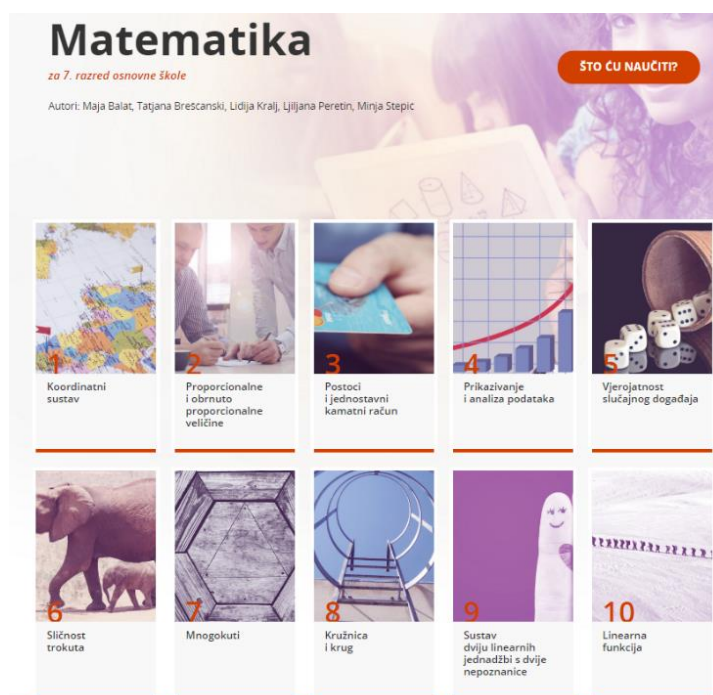 Matematika
za 7. razred osnovne škole
ŠTO ĆU NAUČITI?
Autori: Maja Balat, Tatjana Brescanski, Lidija Kralj, Ljiljana Peretin, Minja Stepic
1
Koordinatni
sustav
2
Proporcionalne
i obrnuto
proporcionalne
veličine
3
Postoci
i jednostavni
kamatni račun
4
Prikazivanje
i analiza podataka
5
Vjerojatnost
slučajnog događaja
6
Sličnost
trokuta
7
Mnogokuti
8
Kružnica
i krug
9
Sustav
dviju linearnih
jednadžbi s dvije
nepoznanice
10
Linearna
funkcija